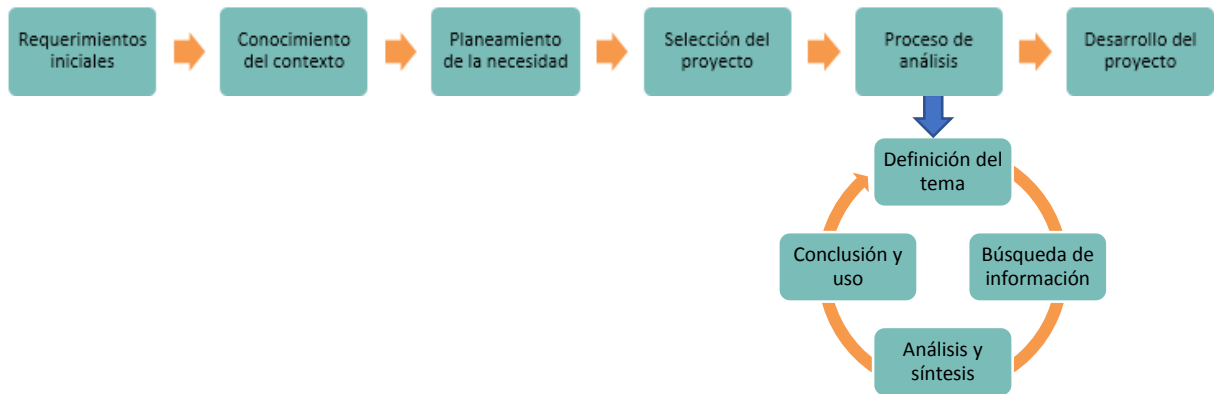 Requerimientos
iniciales
Conocimiento
del contexto
Planeamiento
de la necesidad
Selección del
proyecto
Proceso de
análisis
Desarrollo del
proyecto
Definición del
tema
Búsqueda de
información
Análisis y
síntesis
Conclusión y
uso